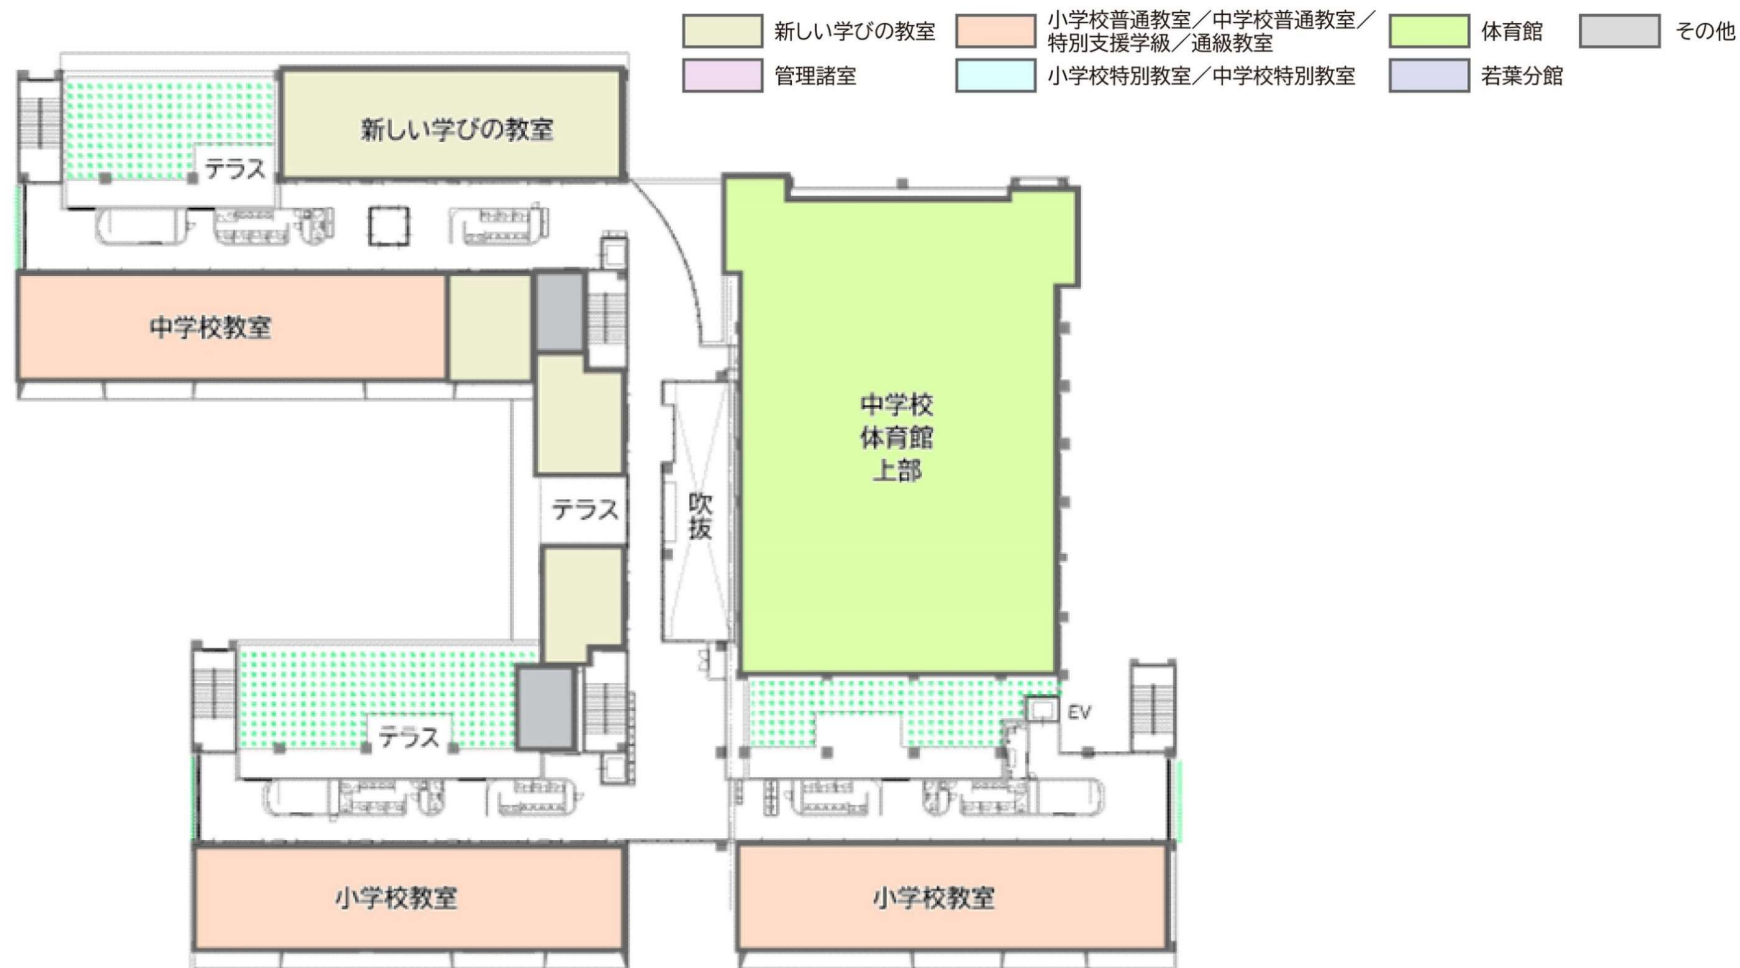 新しい学びの教室
小学校普通教室／中学校普通教室／
特別支援学級／通級教室
体育館
その他
管理諸室
小学校特別教室／中学校特別教室
若葉分館
新しい学びの教室
テラス
中学校教室
中学校
体育館
上部
吹
抜
テラス
テラス
EV
小学校教室
小学校教室